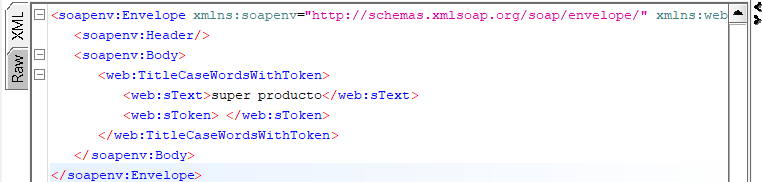 XML
Raw
<soapenv:Envelope xmlns:soapenv="http://schemas.xmlsoap.org/soap/envelope/" xmlns:web
<soapenv:Header/>
<soapenv:Body>
<web:TitleCaseWordsWithToken>
<web:sText>super producto</web:sText>
<web:sToken> </web:sToken>
</web:TitleCaseWordsWithToken>
</soapenv:Body>
</soapenv:Envelope>